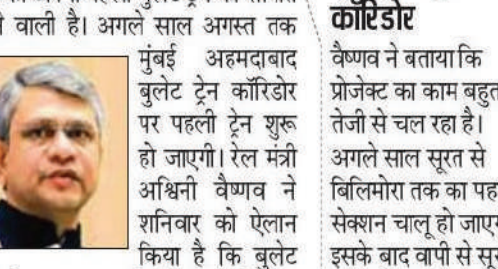 वाली है। अगले साल अगस्त तक
मुंबई अहमदाबाद
बुलेट ट्रेन कॉरिडोर
पर पहली ट्रेन शुरू
हो जाएगी। रेल मंत्री
अश्विनी वैष्णव ने
शनिवार को ऐलान
किया है कि बुलेट
कॉरिडोर
वैष्णव ने बताया कि
प्रोजेक्ट का काम बहुत
तेजी से चल रहा है।
अगले साल सूरत से
बिलिमोरा तक का
सेक्शन चालू हो
इसके बाद वापी से